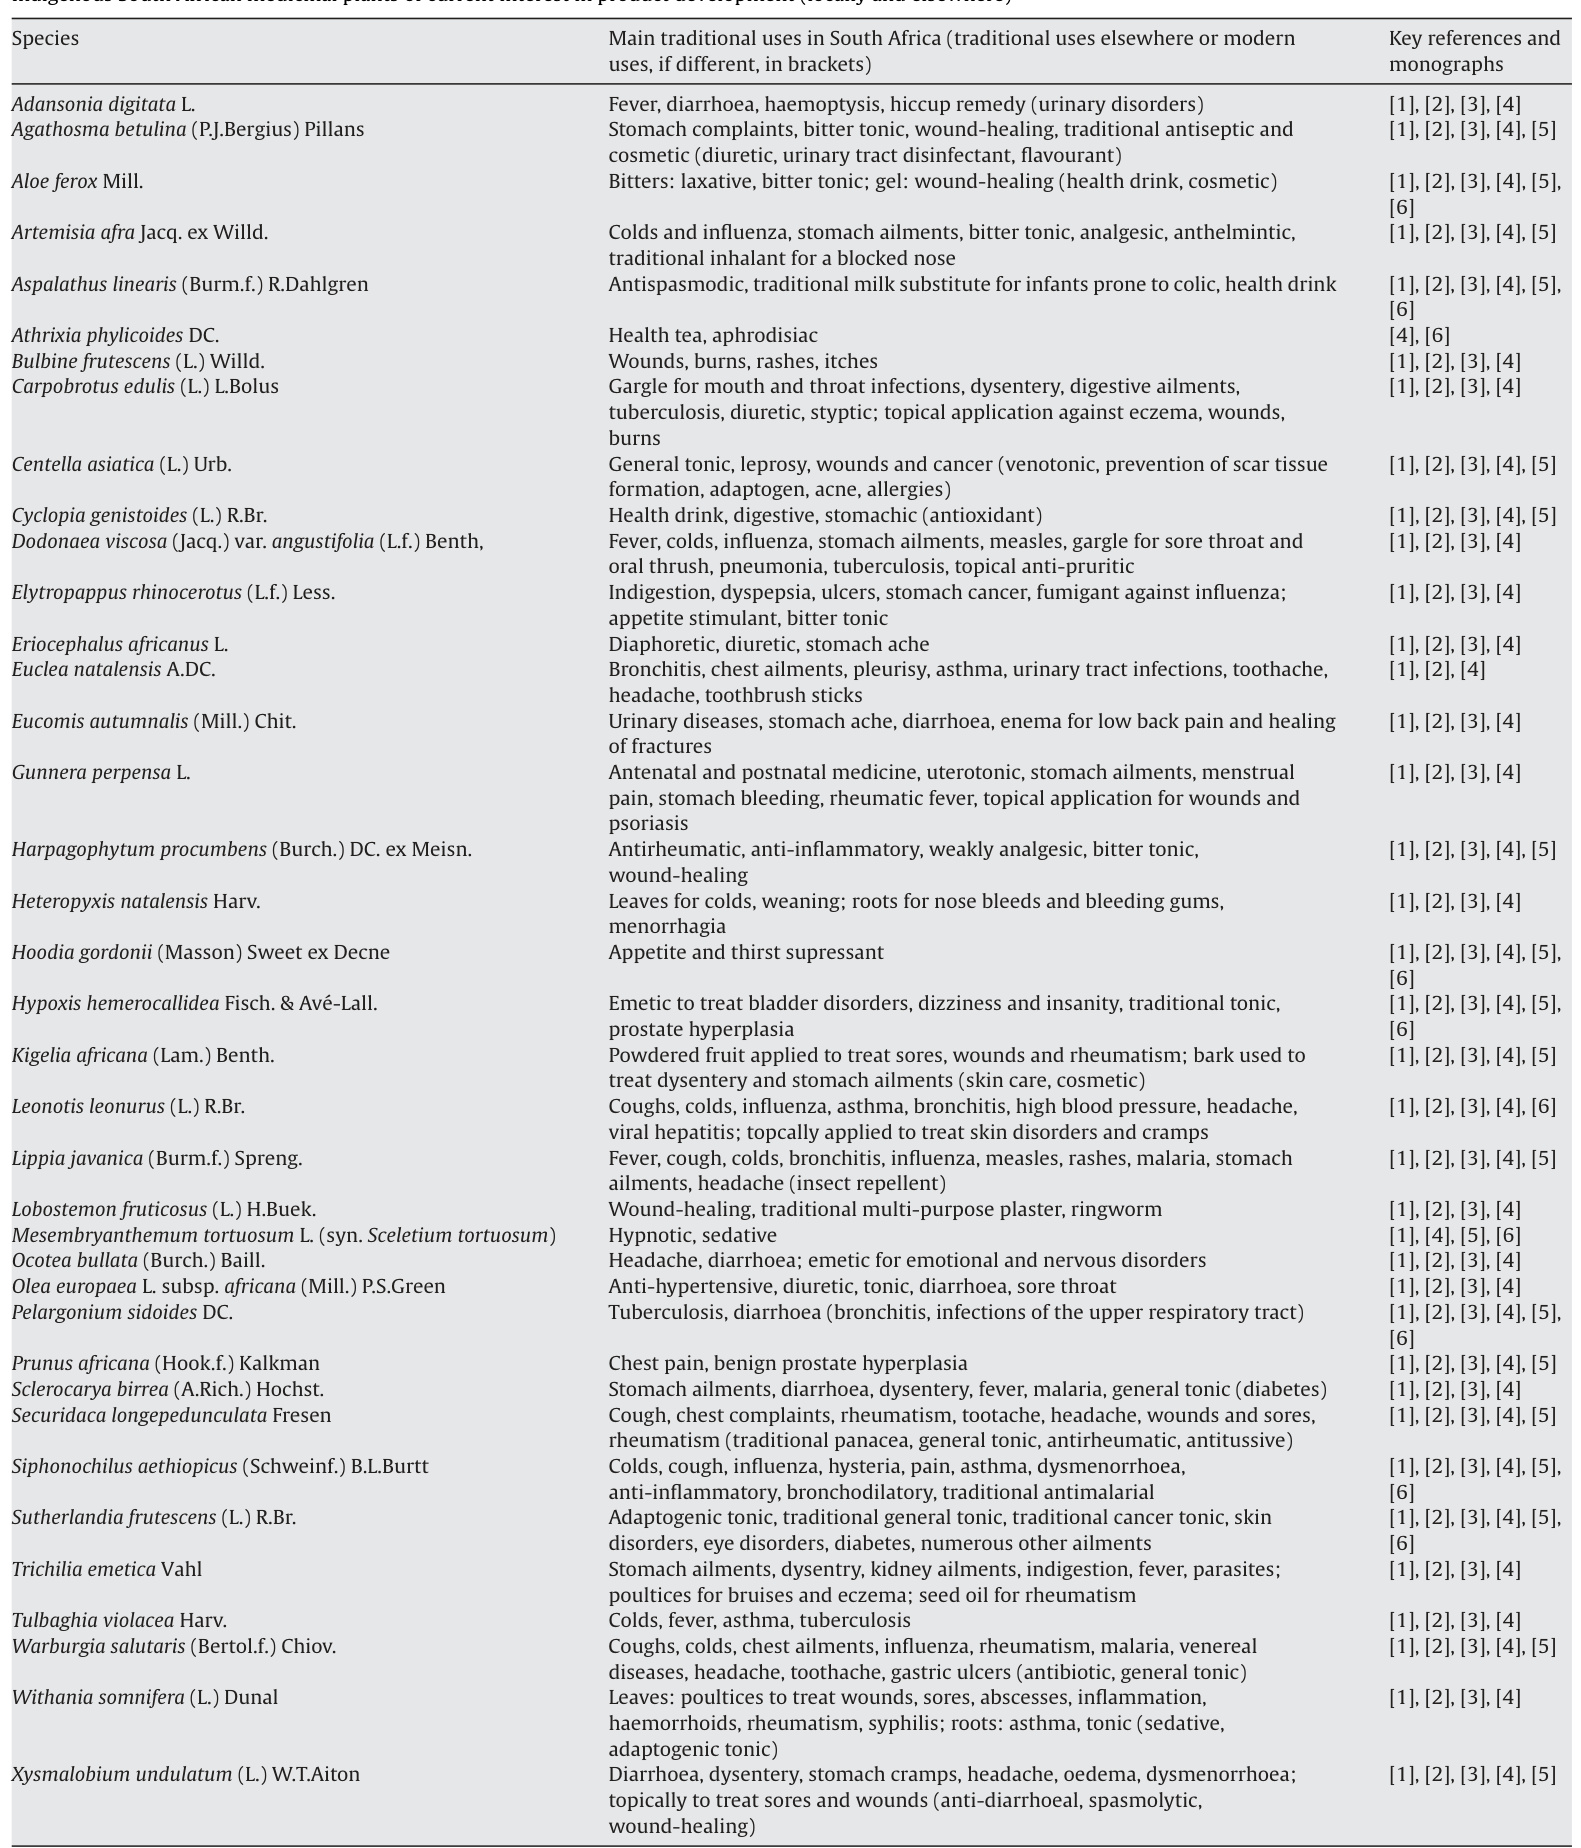 Indigenous South African medicinal plants of current interest in product development (locally and elsewhere)
Species Main traditional uses in South Africa (traditional uses elsewhere or modern Key references and
uses, if different, in brackets) monographs
Adansonia digitata L. Fever, diarrhoea, haemoptysis, hiccup remedy (urinary disorders) [1], [2], [3], [4]
Agathosma betulina (P.J.Bergius) Pillans Stomach complaints, bitter tonic, wound-healing, traditional antiseptic and [1], [2], [3], [4], [5]
cosmetic (diuretic, urinary tract disinfectant, flavourant)
Aloe ferox Mill. Bitters: laxative, bitter tonic; gel: wound-healing (health drink, cosmetic) [1], [2], [3], [4], [5],
[6]
Artemisia afra Jacq. ex Willd. Colds and influenza, stomach ailments, bitter tonic, analgesic, anthelmintic, [1], [2], [3], [4], [5]
traditional inhalant for a blocked nose
Aspalathus linearis (Burm.f.) R.Dahlgren Antispasmodic, traditional milk substitute for infants prone to colic, health drink [1], [2], [3], [4], [5],
[6]
Athrixia phylicoides DC. Health tea, aphrodisiac [4], [6]
Bulbine frutescens (L.) Willd. Wounds, burns, rashes, itches [1], [2], [3], [4]
Carpobrotus edulis (L.) L.Bolus Gargle for mouth and throat infections, dysentery, digestive ailments, [1], [2], [3], [4]
tuberculosis, diuretic, styptic; topical application against eczema, wounds,
burns
Centella asiatica (L.) Urb. General tonic, leprosy, wounds and cancer (venotonic, prevention of scar tissue [1], [2], [3], [4], [5]
formation, adaptogen, acne, allergies)
Cyclopia genistoides (L.) R.Br. Health drink, digestive, stomachic (antioxidant) [1], [2], [3], [4], [5]
Dodonaea viscosa (Jacq.) var. angustifolia (L.f.) Benth, Fever, colds, influenza, stomach ailments, measles, gargle for sore throat and [1], [2], [3], [4]
oral thrush, pneumonia, tuberculosis, topical anti-pruritic
Elytropappus rhinocerotus (L.f.) Less. Indigestion, dyspepsia, ulcers, stomach cancer, fumigant against influenza; [1], [2], [3], [4]
appetite stimulant, bitter tonic
Eriocephalus africanus L. Diaphoretic, diuretic, stomach ache [1], [2], [3], [4]
Euclea natalensis A.DC. Bronchitis, chest ailments, pleurisy, asthma, urinary tract infections, toothache, [1], [2], [4]
headache, toothbrush sticks
Eucomis autumnalis (Mill.) Chit. Urinary diseases, stomach ache, diarrhoea, enema for low back pain and healing [1], [2], [3], [4]
of fractures
Gunnera perpensa L. Antenatal and postnatal medicine, uterotonic, stomach ailments, menstrual [1], [2], [3], [4]
pain, stomach bleeding, rheumatic fever, topical application for wounds and
psoriasis
Harpagophytum procumbens (Burch.) DC. ex Meisn. Antirheumatic, anti-inflammatory, weakly analgesic, bitter tonic, [1], [2], [3], [4], [5]
wound-healing
Heteropyxis natalensis Harv. Leaves for colds, weaning; roots for nose bleeds and bleeding gums, [1], [2], [3], [4]
menorrhagia
Hoodia gordonii (Masson) Sweet ex Decne Appetite and thirst supressant [1], [2], [3], [4], [5],
[6]
Hypoxis hemerocallidea Fisch. & Avé-Lall. Emetic to treat bladder disorders, dizziness and insanity, traditional tonic, [1], [2], [3], [4], [5],
prostate hyperplasia [6]
Kigelia africana (Lam.) Benth. Powdered fruit applied to treat sores, wounds and rheumatism; bark used to [1], [2], [3], [4], [5]
treat dysentery and stomach ailments (skin care, cosmetic)
Leonotis leonurus (L.) R.Br. Coughs, colds, influenza, asthma, bronchitis, high blood pressure, headache, [1], [2], [3], [4], [6]
viral hepatitis; topcally applied to treat skin disorders and cramps
Lippia javanica (Burm.f.) Spreng. Fever, cough, colds, bronchitis, influenza, measles, rashes, malaria, stomach [1], [2], [3], [4], [5]
ailments, headache (insect repellent)
Lobostemon fruticosus (L.) H.Buek. Wound-healing, traditional multi-purpose plaster, ringworm [1], [2], [3], [4]
Mesembryanthemum tortuosum L. (syn. Sceletium tortuosum) Hypnotic, sedative [1], [4], [5], [6]
Ocotea bullata (Burch.) Baill. Headache, diarrhoea; emetic for emotional and nervous disorders [1], [2], [3], [4]
Olea europaea L. subsp. africana (Mill.) P.S.Green Anti-hypertensive, diuretic, tonic, diarrhoea, sore throat [1], [2], [3], [4]
Pelargonium sidoides DC. Tuberculosis, diarrhoea (bronchitis, infections of the upper respiratory tract) [1], [2], [3], [4], [5],
[6]
Prunus africana (Hook.f.) Kalkman Chest pain, benign prostate hyperplasia [1], [2], [3], [4], [5]
Sclerocarya birrea (A.Rich.) Hochst. Stomach ailments, diarrhoea, dysentery, fever, malaria, general tonic (diabetes) [1], [2], [3], [4]
Securidaca longepedunculata Fresen Cough, chest complaints, rheumatism, tootache, headache, wounds and sores, [1], [2], [3], [4], [5]
rheumatism (traditional panacea, general tonic, antirheumatic, antitussive)
Siphonochilus aethiopicus (Schweinf.) B.L.Burtt Colds, cough, influenza, hysteria, pain, asthma, dysmenorrhoea, [1], [2], [3], [4], [5],
anti-inflammatory, bronchodilatory, traditional antimalarial [6]
Sutherlandia frutescens (L.) R.Br. Adaptogenic tonic, traditional general tonic, traditional cancer tonic, skin [1], [2], [3], [4], [5],
disorders, eye disorders, diabetes, numerous other ailments [6]
Trichilia emetica Vahl Stomach ailments, dysentry, kidney ailments, indigestion, fever, parasites; [1], [2], [3], [4]
poultices for bruises and eczema; seed oil for rheumatism
Tulbaghia violacea Harv. Colds, fever, asthma, tuberculosis [1], [2], [3], [4]
Warburgia salutaris (Bertol.f.) Chiov. Coughs, colds, chest ailments, influenza, rheumatism, malaria, venereal [1], [2], [3], [4], [5]
diseases, headache, toothache, gastric ulcers (antibiotic, general tonic)
Withania somnifera (L.) Dunal Leaves: poultices to treat wounds, sores, abscesses, inflammation, [1], [2], [3], [4]
haemorrhoids, rheumatism, syphilis; roots: asthma, tonic (sedative,
adaptogenic tonic)
Xysmalobium undulatum (L.) W.T.Aiton Diarrhoea, dysentery, stomach cramps, headache, oedema, dysmenorrhoea; [1], [2], [3], [4], [5]
topically to treat sores and wounds (anti-diarrhoeal, spasmolytic,
wound-healing)